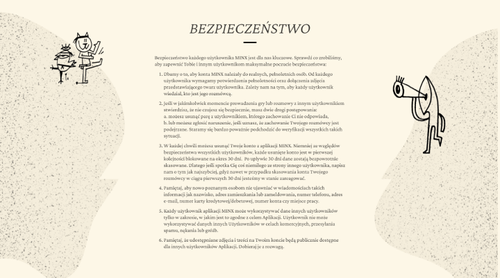 BEZPIECZEŃSTWO
Bezpieczeństwo każdego użytkownika MINX jest dla nas kluczowe. Sprawdź co zrobiliśmy,
aby zapewnić Tobie i innym użytkownikom maksymalne poczucie bezpieczeństwa:
1. Dbamy o to, aby konta MINX należały do realnych, pełnoletnich osób. Od każdego
użytkownika wymagamy potwierdzenia pełnoletności oraz dołączenia zdjęcia
przedstawiającego twarz użytkownika. Zależy nam na tym, aby każdy użytkownik
wiedział, kto jest jego rozmówcą.
2. Jeśli w jakimkolwiek momencie prowadzenia gry lub rozmowy z innym użytkownikiem
stwierdzisz, że nie czujesz się bezpiecznie, masz dwie drogi postępowania:
a. możesz usunąć parę z użytkownikiem, którego zachowanie Ci nie odpowiada,
b. lub możesz zgłosić naruszenie, jeśli uznasz, że zachowanie Twojego rozmówcy jest
podejrzane. Staramy się bardzo poważnie podchodzić do weryfikacji wszystkich takich
sytuacji.
3. W każdej chwili możesz usunąć Twoje konto z aplikacji MINX. Niemniej ze względów
bezpieczeństwa wszystkich użytkowników, każde usunięte konto jest w pierwszej
kolejności blokowane na okres 30 dni. Po upływie 30 dni dane zostają bezpowrotnie
skasowane. Dlatego jeśli spotka Cię coś niemiłego ze strony innego użytkownika, napisz
nam o tym jak najszybciej, gdyż nawet w przypadku skasowania konta Twojego
rozmówcy w ciągu pierwszych 30 dni jesteśmy w stanie zareagować.
4. Pamiętaj, aby nowo poznanym osobom nie ujawniać w wiadomościach takich
informacji jak nazwisko, adres zamieszkania lub zameldowania, numer telefonu, adres
e-mail, numer karty kredytowej/debetowej, numer konta czy miejsce pracy.
5. Każdy użytkownik aplikacji MINX może wykorzystywać dane innych użytkowników
tylko w zakresie, w jakim jest to zgodne z celem Aplikacji. Użytkownik nie może
wykorzystywać danych innych Użytkowników w celach komercyjnych, przesyłania
spamu, nękania lub gróźb.
6. Pamiętaj, że udostępnione zdjęcia i treści na Twoim koncie będą publicznie dostępne
dla innych użytkowników Aplikacji. Dobieraj je z rozwagą.